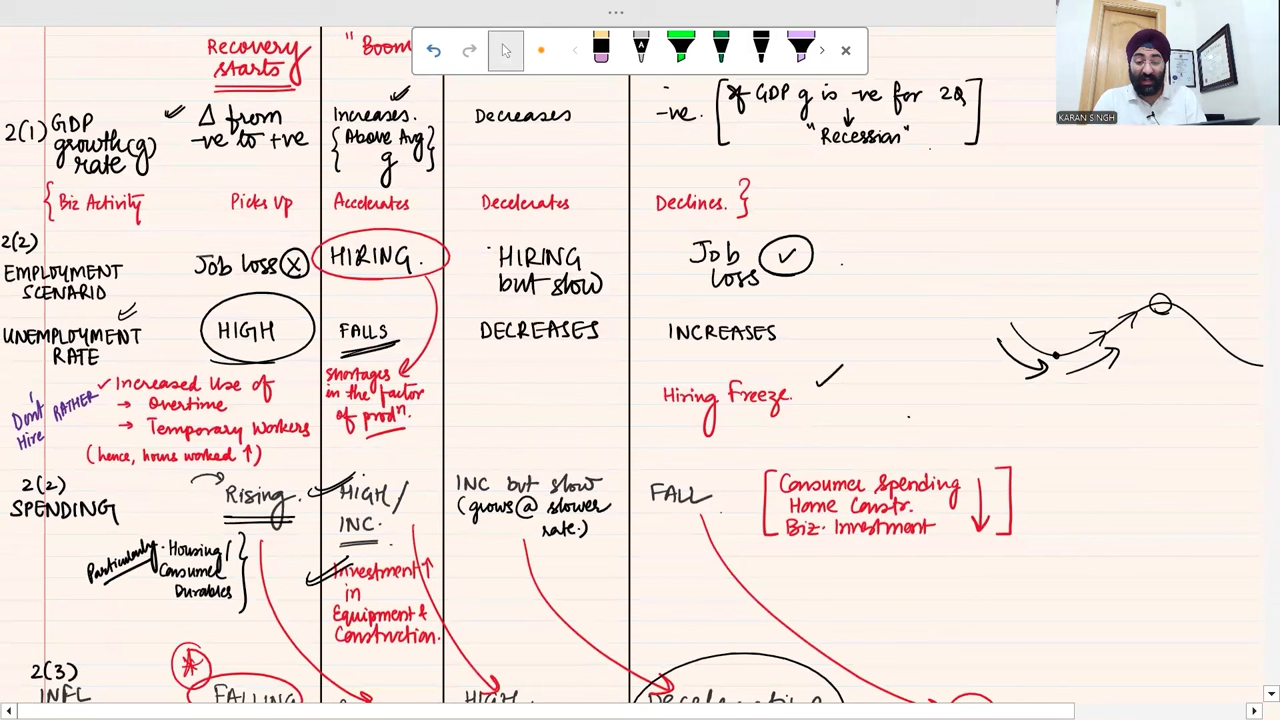 Recovery
starts
"Boom
2(1) GDP
growth(g)
rate
Δ from
-ve to +ve
Increases.
{Above Avg
g}
Decreases
-ve. [* GDP g is -ve for 2Q]
↓
"Recession"
{Biz Activity
Picks Up
Accelerates
Decelerates
Declines.}
2(2)
EMPLOYMENT
SCENARIO
Job loss
HIRING.
HIRING
but slow
Job
loss
UNEMPLOYMENT
RATE
HIGH
FALLS
DECREASES
INCREASES
Don't
Hire
RATHER
Increased Use of
→ Overtime
→ Temporary Workers
(hence, hours worked ↑)
Shortages
in the factor
of prodⁿ.
Hiring Freeze.
2(2)
SPENDING
Rising.
HIGH/
INC.
INC but slow
(grows @ slower
rate.)
FALL
[Consumer Spending
Home Constr.
Biz. Investment ↓]
Particularly · Housing/
Consumer
Durables
Investment↑
in
Equipment &
Construction.
2(3)
INFL
*
FALLING
HIGH
Decelerating
KARAN SINGH